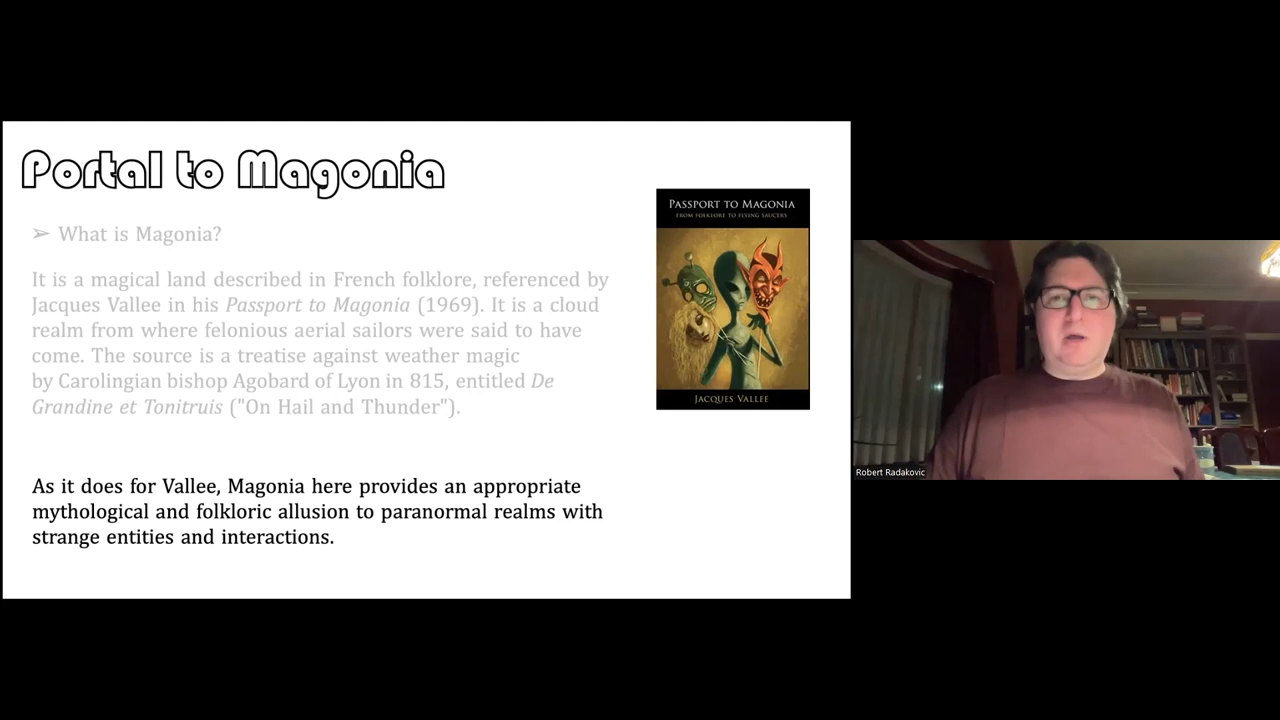 Portal to Magonia
➢ What is Magonia?
It is a magical land described in French folklore, referenced by
Jacques Vallee in his Passport to Magonia (1969). It is a cloud
realm from where felonious aerial sailors were said to have
come. The source is a treatise against weather magic
by Carolingian bishop Agobard of Lyon in 815, entitled De
Grandine et Tonitruis ("On Hail and Thunder").
As it does for Vallee, Magonia here provides an appropriate
mythological and folkloric allusion to paranormal realms with
strange entities and interactions.
PASSPORT TO MAGONIA
FROM FOLKLORE TO FLYING SAUCERS
JACQUES VALLEE
Robert Radakovic